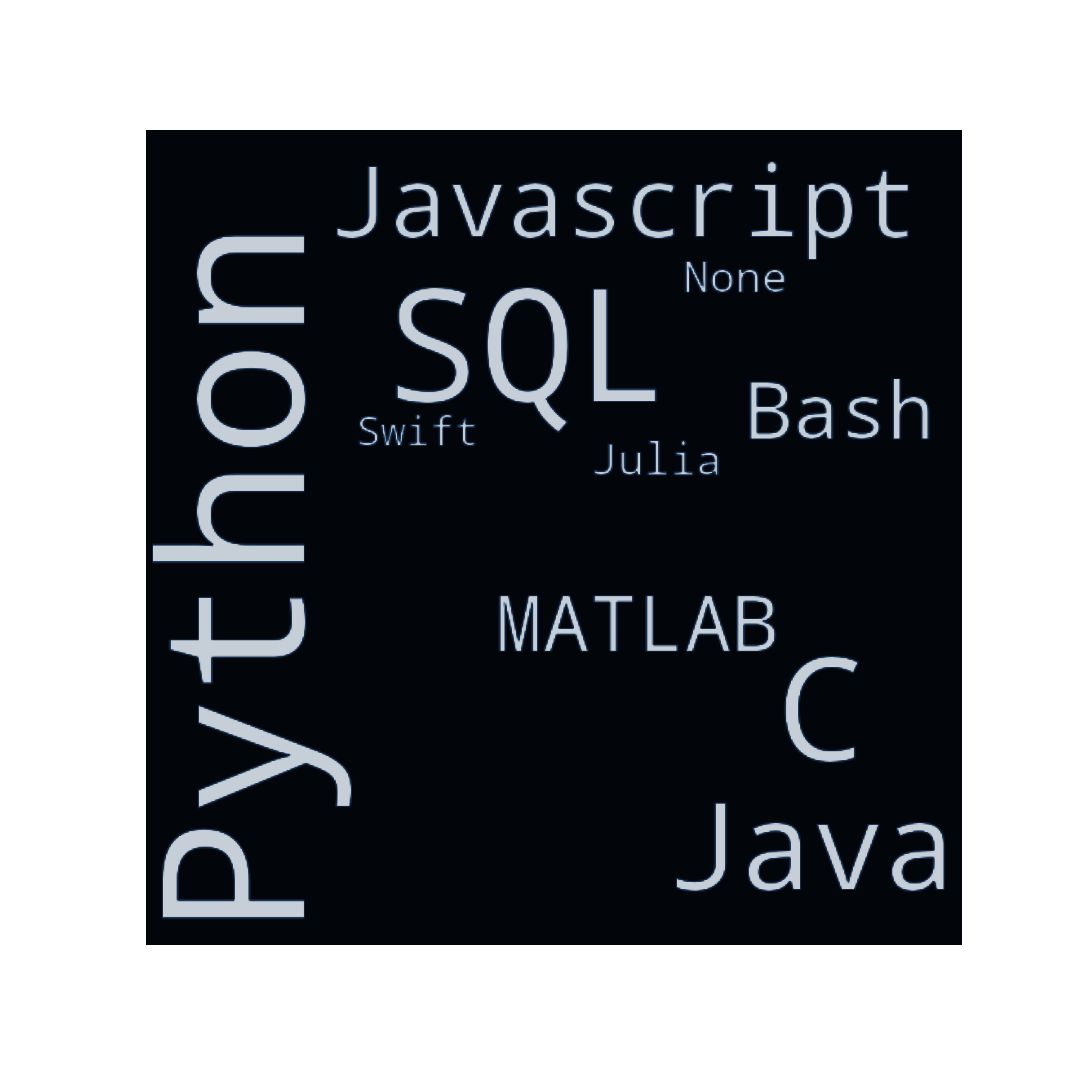 Python
Javascript
None
SQL
Bash
Swift
Julia
MATLAB
C
Java